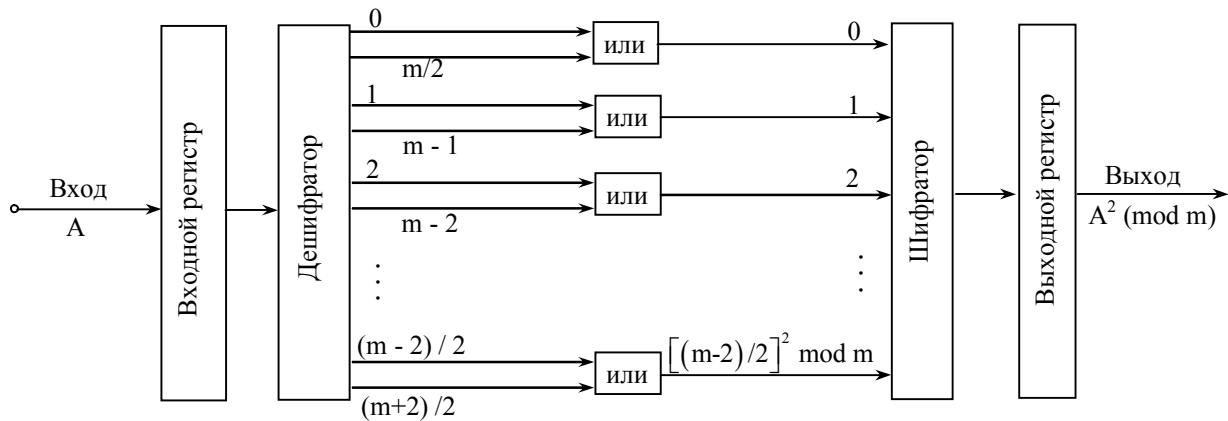 Вход
A
Входной регистр
Дешифратор
0
m/2
или
0
1
m - 1
или
1
2
m - 2
или
2
(m - 2) / 2
(m+2) /2
или
[(m-2) /2]² mod m
Шифратор
Выходной регистр
Выход
A² (mod m)